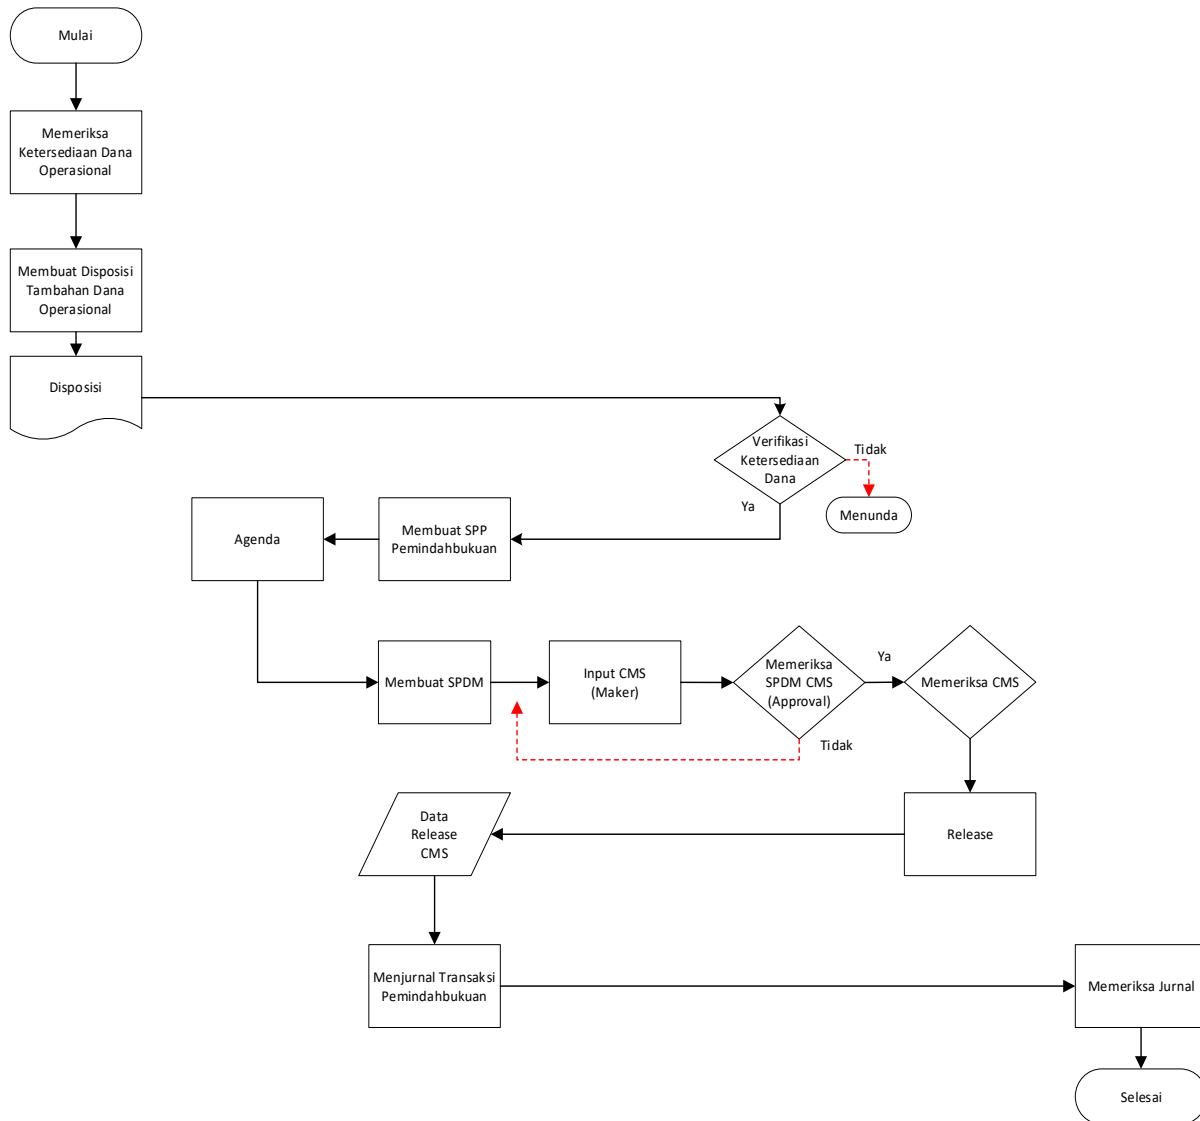 Mulai
Memeriksa
Ketersediaan Dana
Operasional
Membuat Disposisi
Tambahan Dana
Operasional
Disposisi
Verifikasi
Ketersediaan
Dana
Tidak
Ya
Menunda
Membuat SPP
Pemindahbukuan
Agenda
Membuat SPDM
Input CMS
(Maker)
Memeriksa
SPDM CMS
(Approval)
Ya
Tidak
Memeriksa CMS
Release
Data
Release
CMS
Menjurnal Transaksi
Pemindahbukuan
Memeriksa Jurnal
Selesai